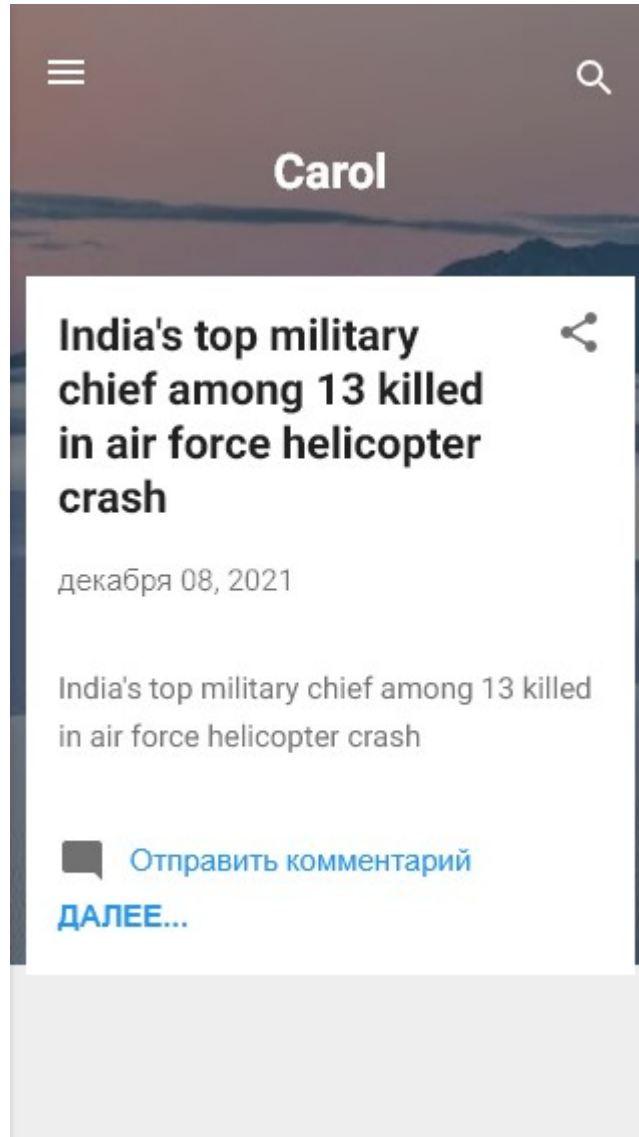 Carol
India's top military
chief among 13 killed
in air force helicopter
crash
декабря 08, 2021
India's top military chief among 13 killed
in air force helicopter crash
Отправить комментарий
ДАЛЕЕ...